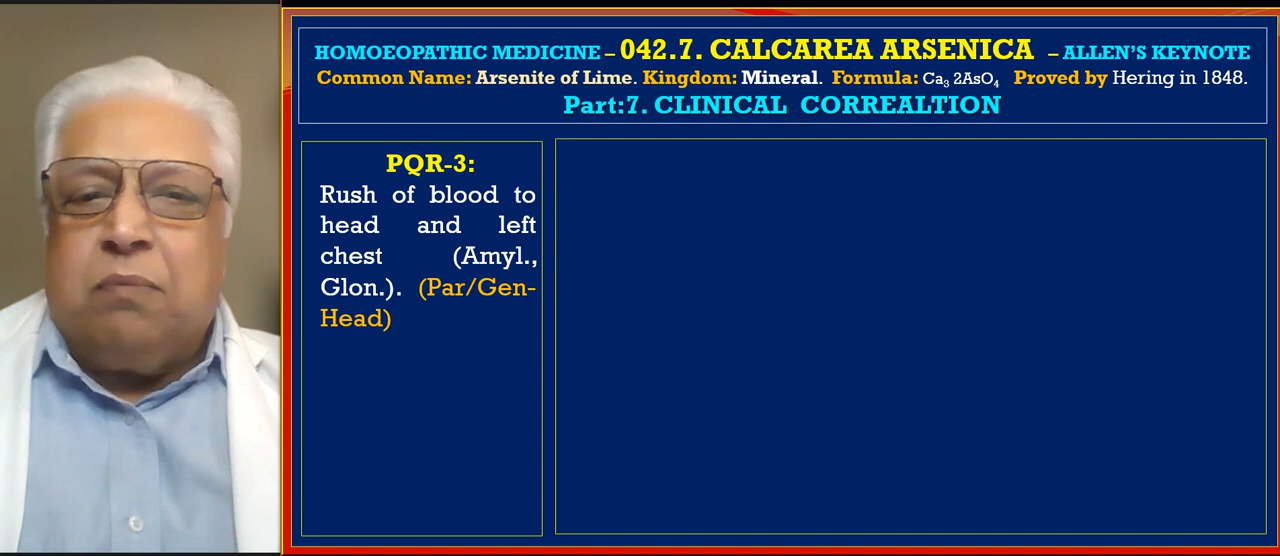 HOMOEOPATHIC MEDICINE – 042.7. CALCAREA ARSENICA – ALLEN'S KEYNOTE
Common Name: Arsenite of Lime. Kingdom: Mineral. Formula: Ca₃ 2AsO₄ Proved by Hering in 1848.
Part:7. CLINICAL CORREALTION
PQR-3:
Rush of blood to
head and left
chest (Amyl.,
Glon.). (Par/Gen-
Head)